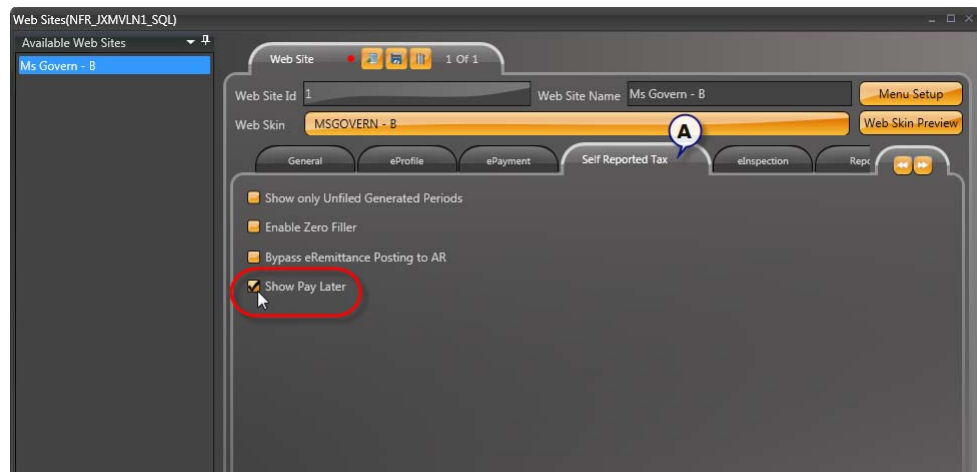 Web Sites(NFR_JXMVLN1_SQL)
Available Web Sites
Ms Govern - B
Web Site 1 Of 1
Web Site Id 1 Web Site Name Ms Govern - B Menu Setup
Web Skin MSGOVERN - B Web Skin Preview
A
General eProfile ePayment Self Reported Tax eInspection Repo
Show only Unfiled Generated Periods
Enable Zero Filler
Bypass eRemittance Posting to AR
Show Pay Later